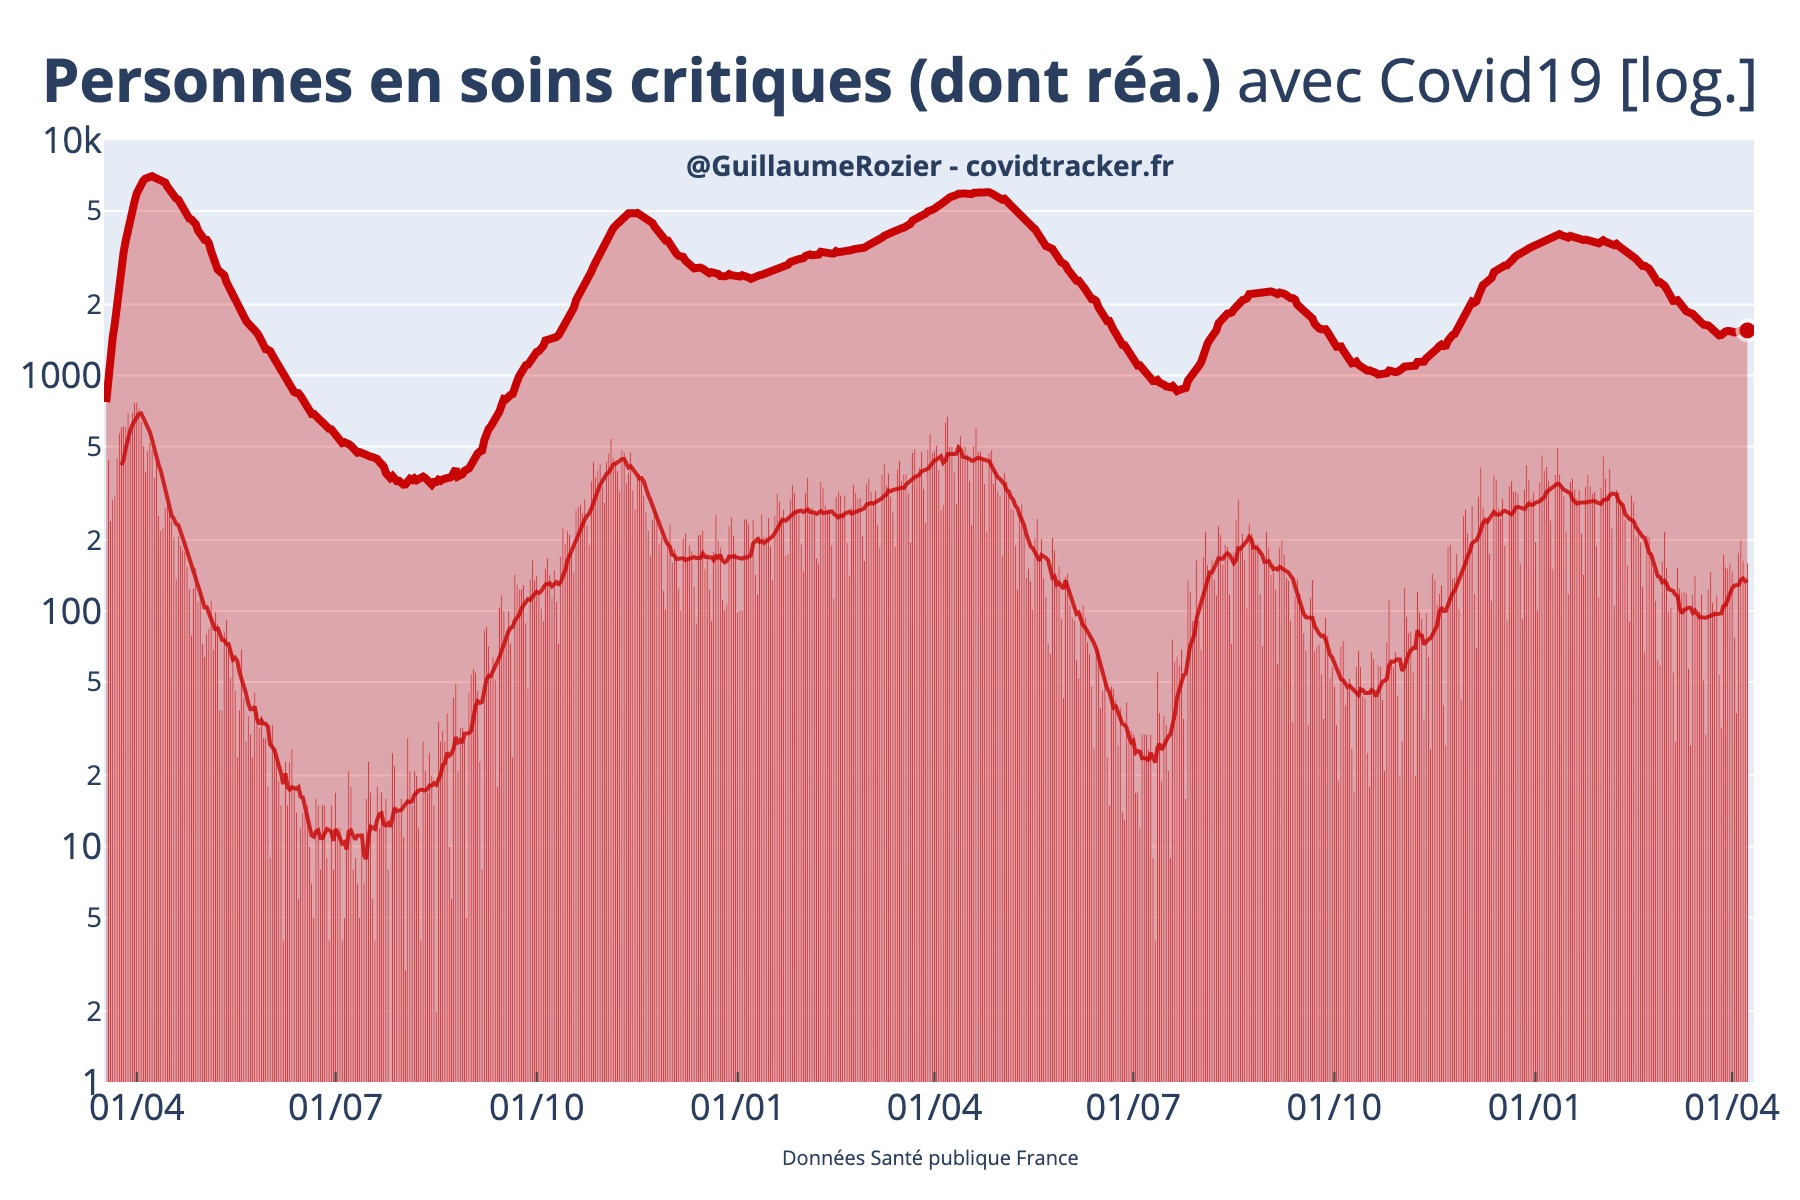 Personnes en soins critiques (dont réa.) avec Covid19 [log.]
@GuillaumeRozier - covidtracker.fr
10k
5
2
1000
5
2
100
5
2
10
5
2
1
01/04 01/07 01/10 01/01 01/04 01/07 01/10 01/01 01/04
Données Santé publique France